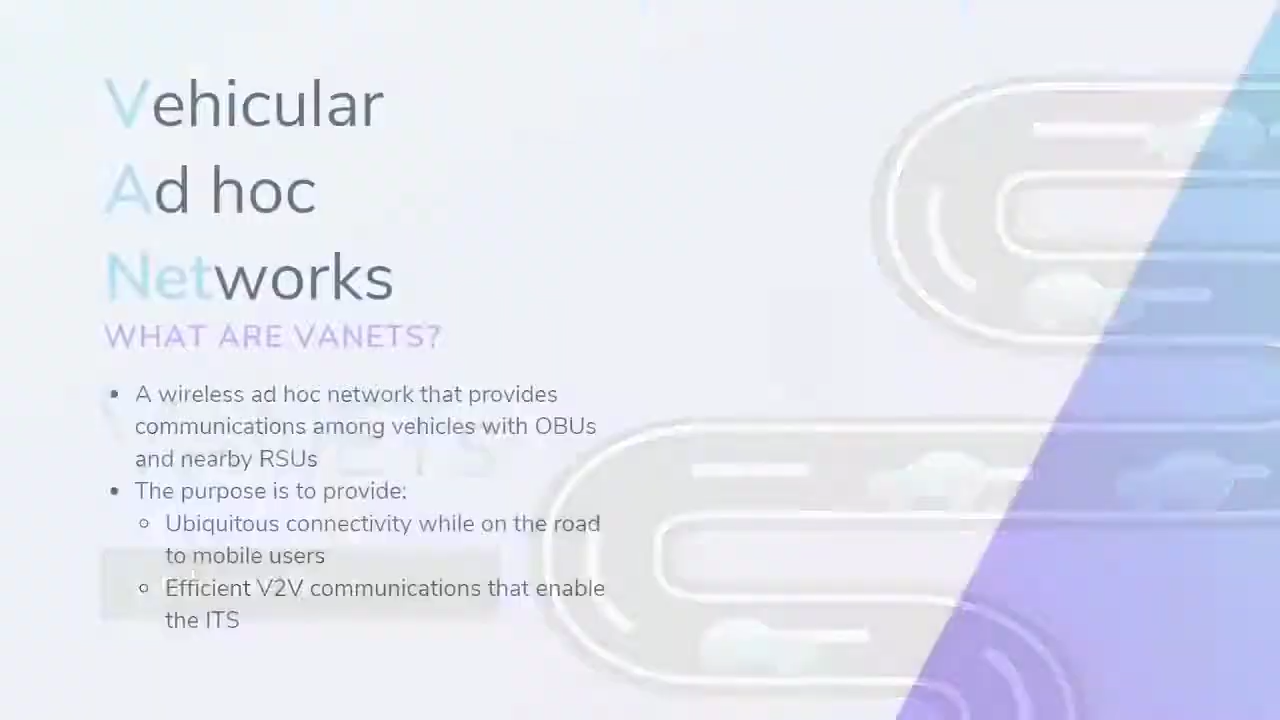 Vehicular
Ad hoc
Networks
WHAT ARE VANETS?
• A wireless ad hoc network that provides
communications among vehicles with OBUs
and nearby RSUs
• The purpose is to provide:
◦ Ubiquitous connectivity while on the road
to mobile users
◦ Efficient V2V communications that enable
the ITS